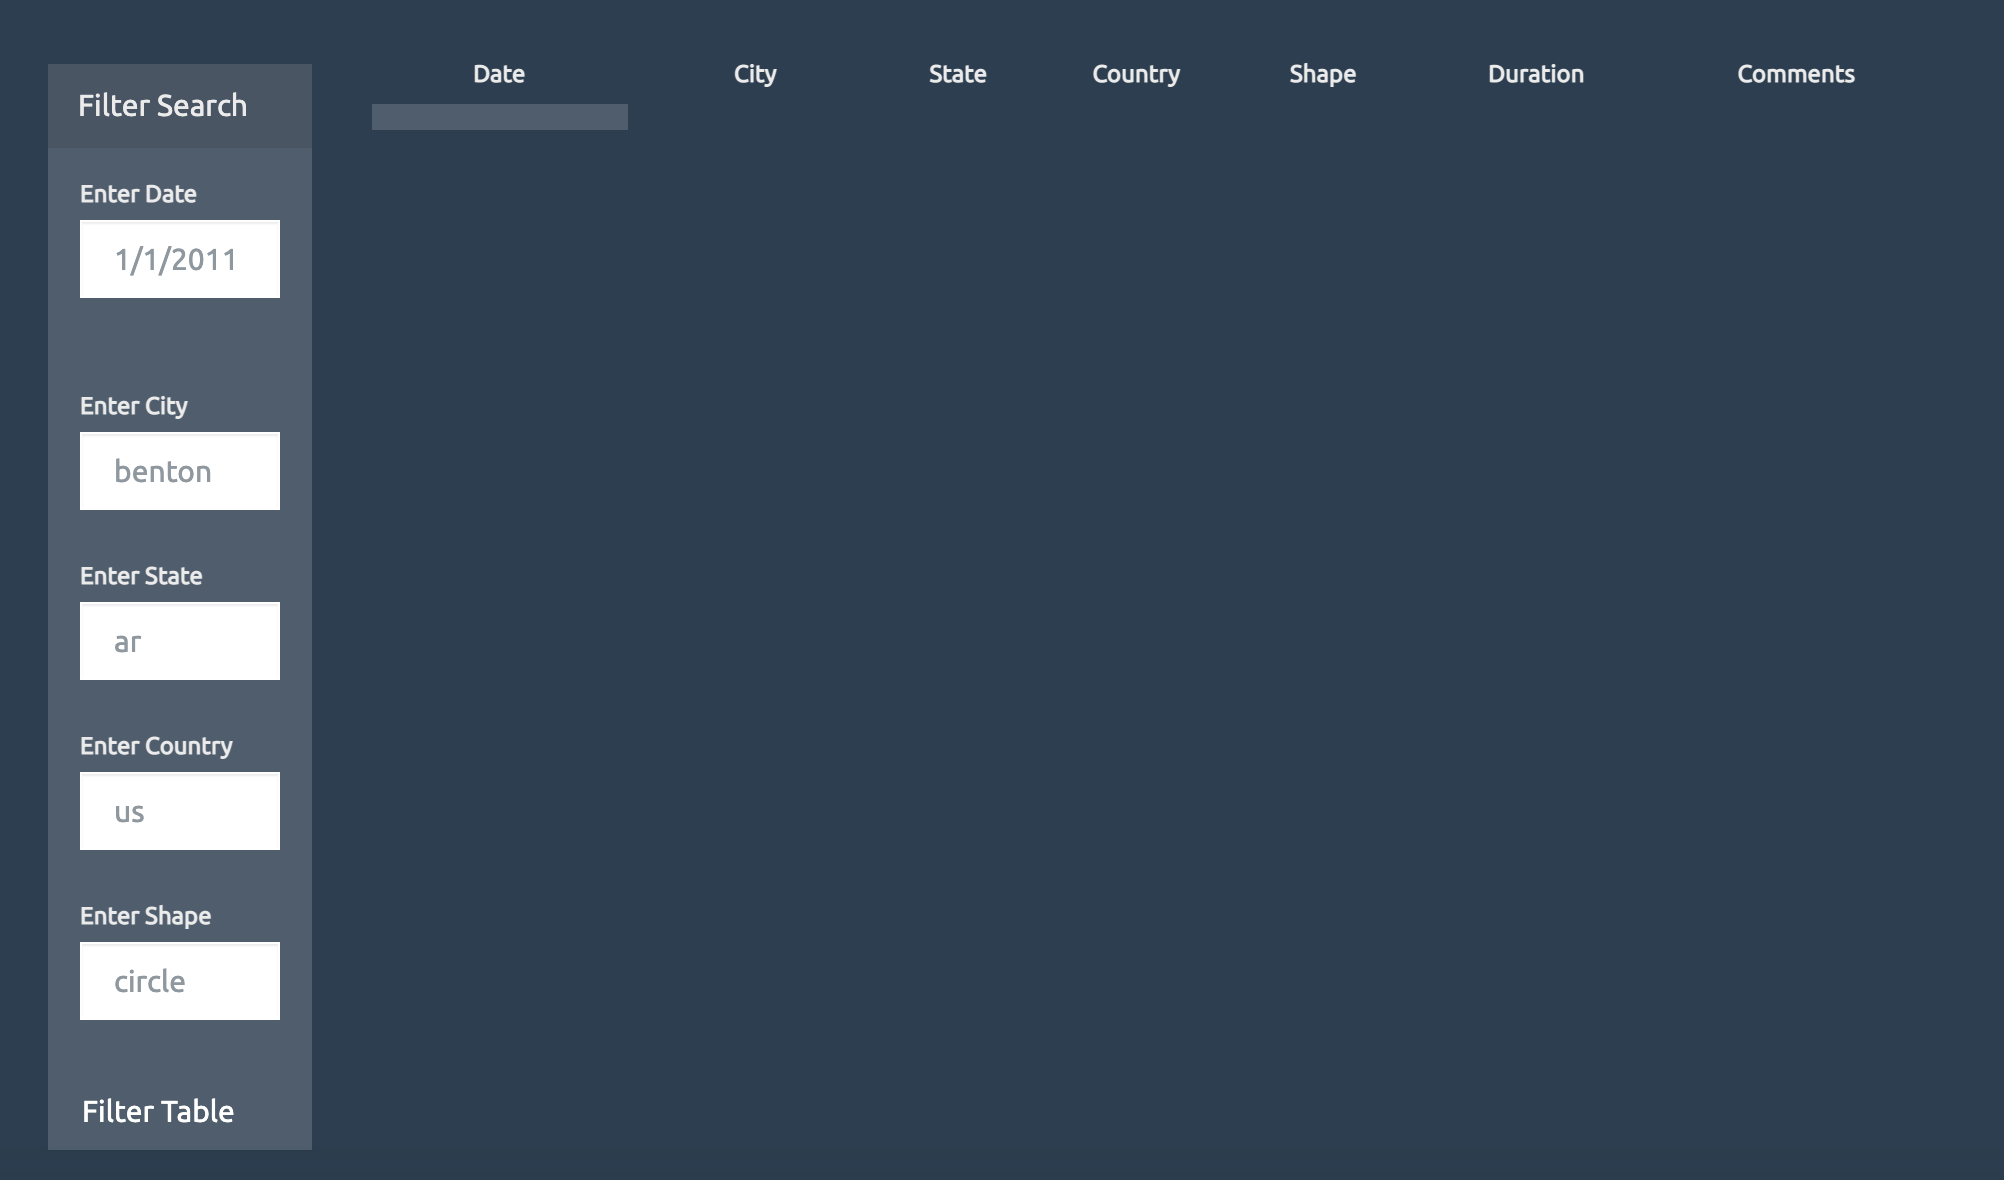 Filter Search
Enter Date
1/1/2011
Enter City
benton
Enter State
ar
Enter Country
us
Enter Shape
circle
Filter Table
Date City State Country Shape Duration Comments